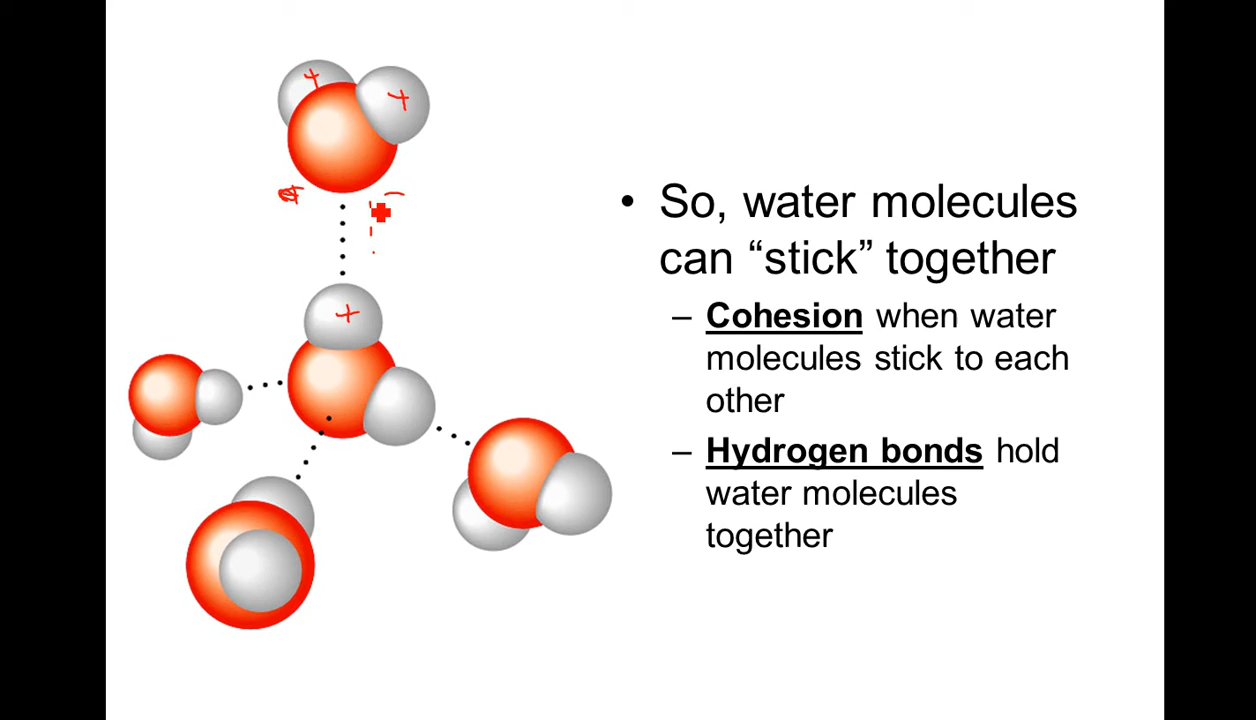 • So, water molecules
can “stick” together
– Cohesion when water
molecules stick to each
other
– Hydrogen bonds hold
water molecules
together
+
+
-
+